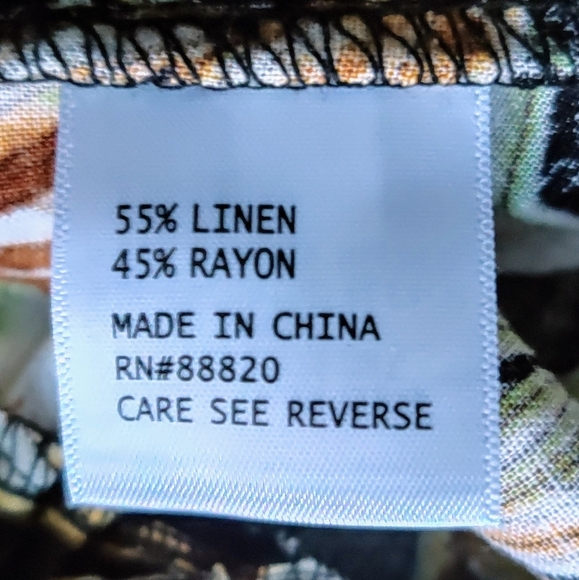 55% LINEN
45% RAYON
MADE IN CHINA
RN#88820
CARE SEE REVERSE